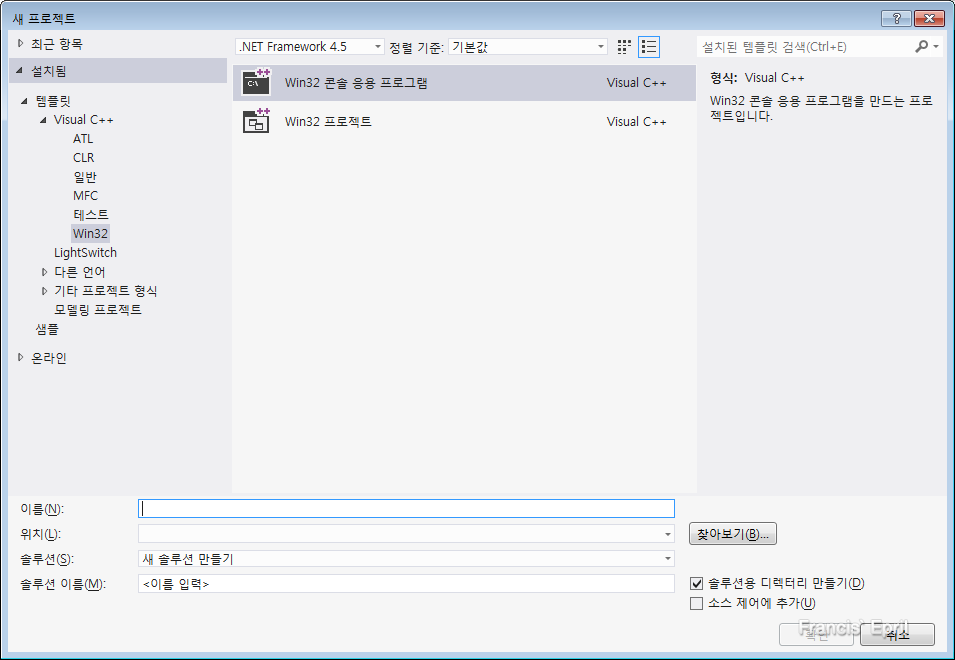 새 프로젝트
최근 항목
설치됨
템플릿
Visual C++
ATL
CLR
일반
MFC
테스트
Win32
LightSwitch
다른 언어
기타 프로젝트 형식
모델링 프로젝트
샘플
온라인
.NET Framework 4.5 정렬 기준: 기본값
Win32 콘솔 응용 프로그램 Visual C++
Win32 프로젝트 Visual C++
설치된 템플릿 검색(Ctrl+E)
형식: Visual C++
Win32 콘솔 응용 프로그램을 만드는 프로
젝트입니다.
이름(N):
위치(L): 찾아보기(B)...
솔루션(S): 새 솔루션 만들기
솔루션 이름(M): <이름 입력>
솔루션용 디렉터리 만들기(D)
소스 제어에 추가(U)
확인 취소
Francis' Epril